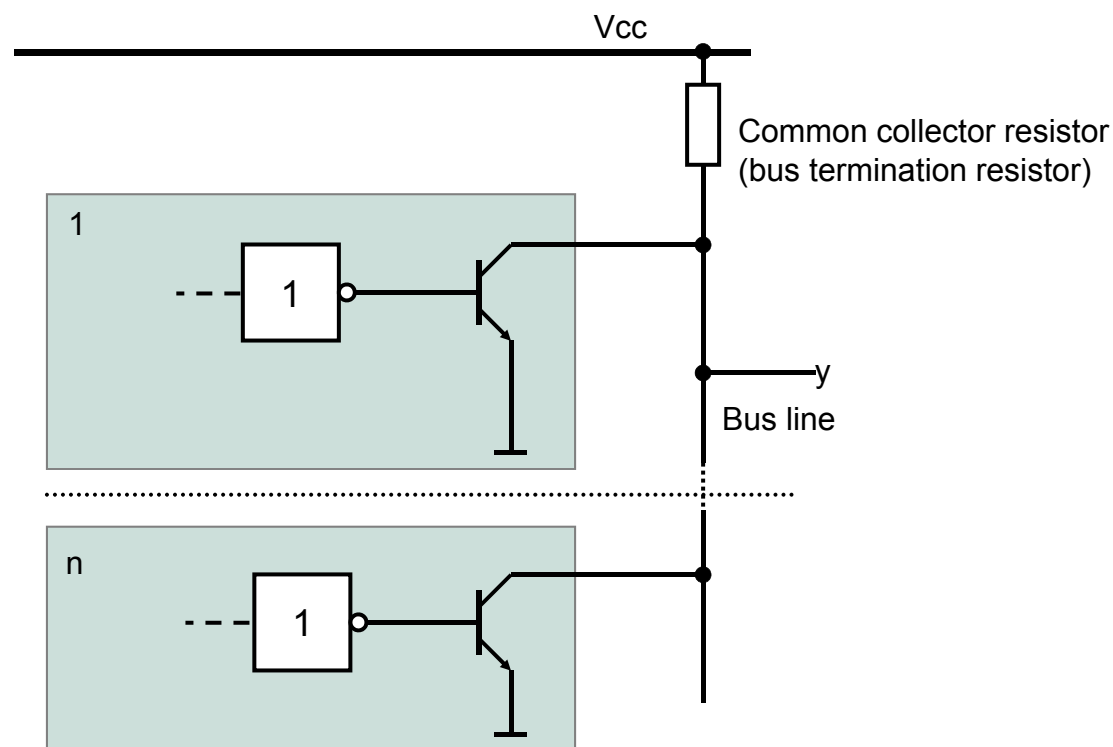 Vcc
Common collector resistor
(bus termination resistor)
1
1
y
Bus line
n
1